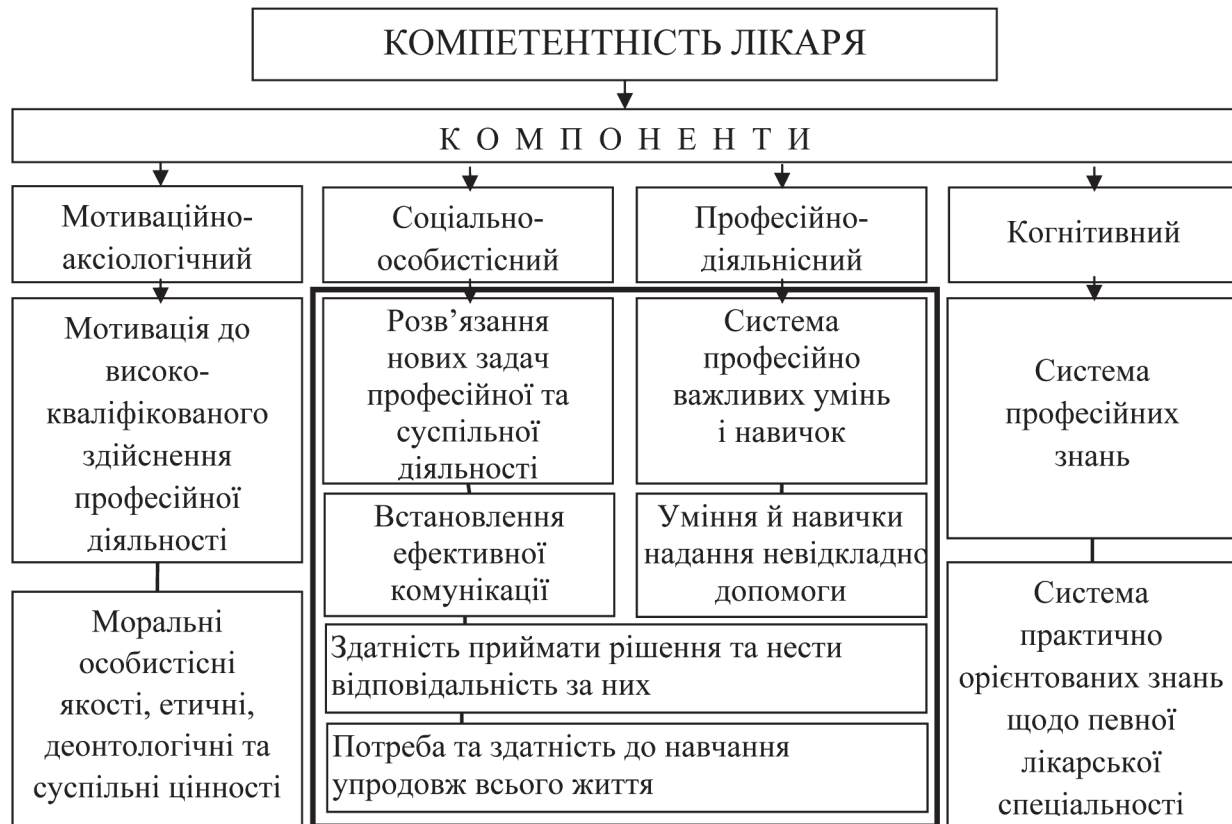 КОМПЕТЕНТНІСТЬ ЛІКАРЯ
К О М П О Н Е Н Т И
Мотиваційно-
аксіологічний
Соціально-
особистісний
Професійно-
діяльнісний
Когнітивний
Мотивація до
високо-
кваліфікованого
здійснення
професійної
діяльності
Розв’язання
нових задач
професійної та
суспільної
діяльності
Система
професійно
важливих умінь
і навичок
Система
професійних
знань
Встановлення
ефективної
комунікації
Уміння й навички
надання невідкладно
допомоги
Моральні
особистісні
якості, етичні,
деонтологічні та
суспільні цінності
Здатність приймати рішення та нести
відповідальність за них
Потреба та здатність до навчання
упродовж всього життя
Система
практично
орієнтованих знань
щодо певної
лікарської
спеціальності